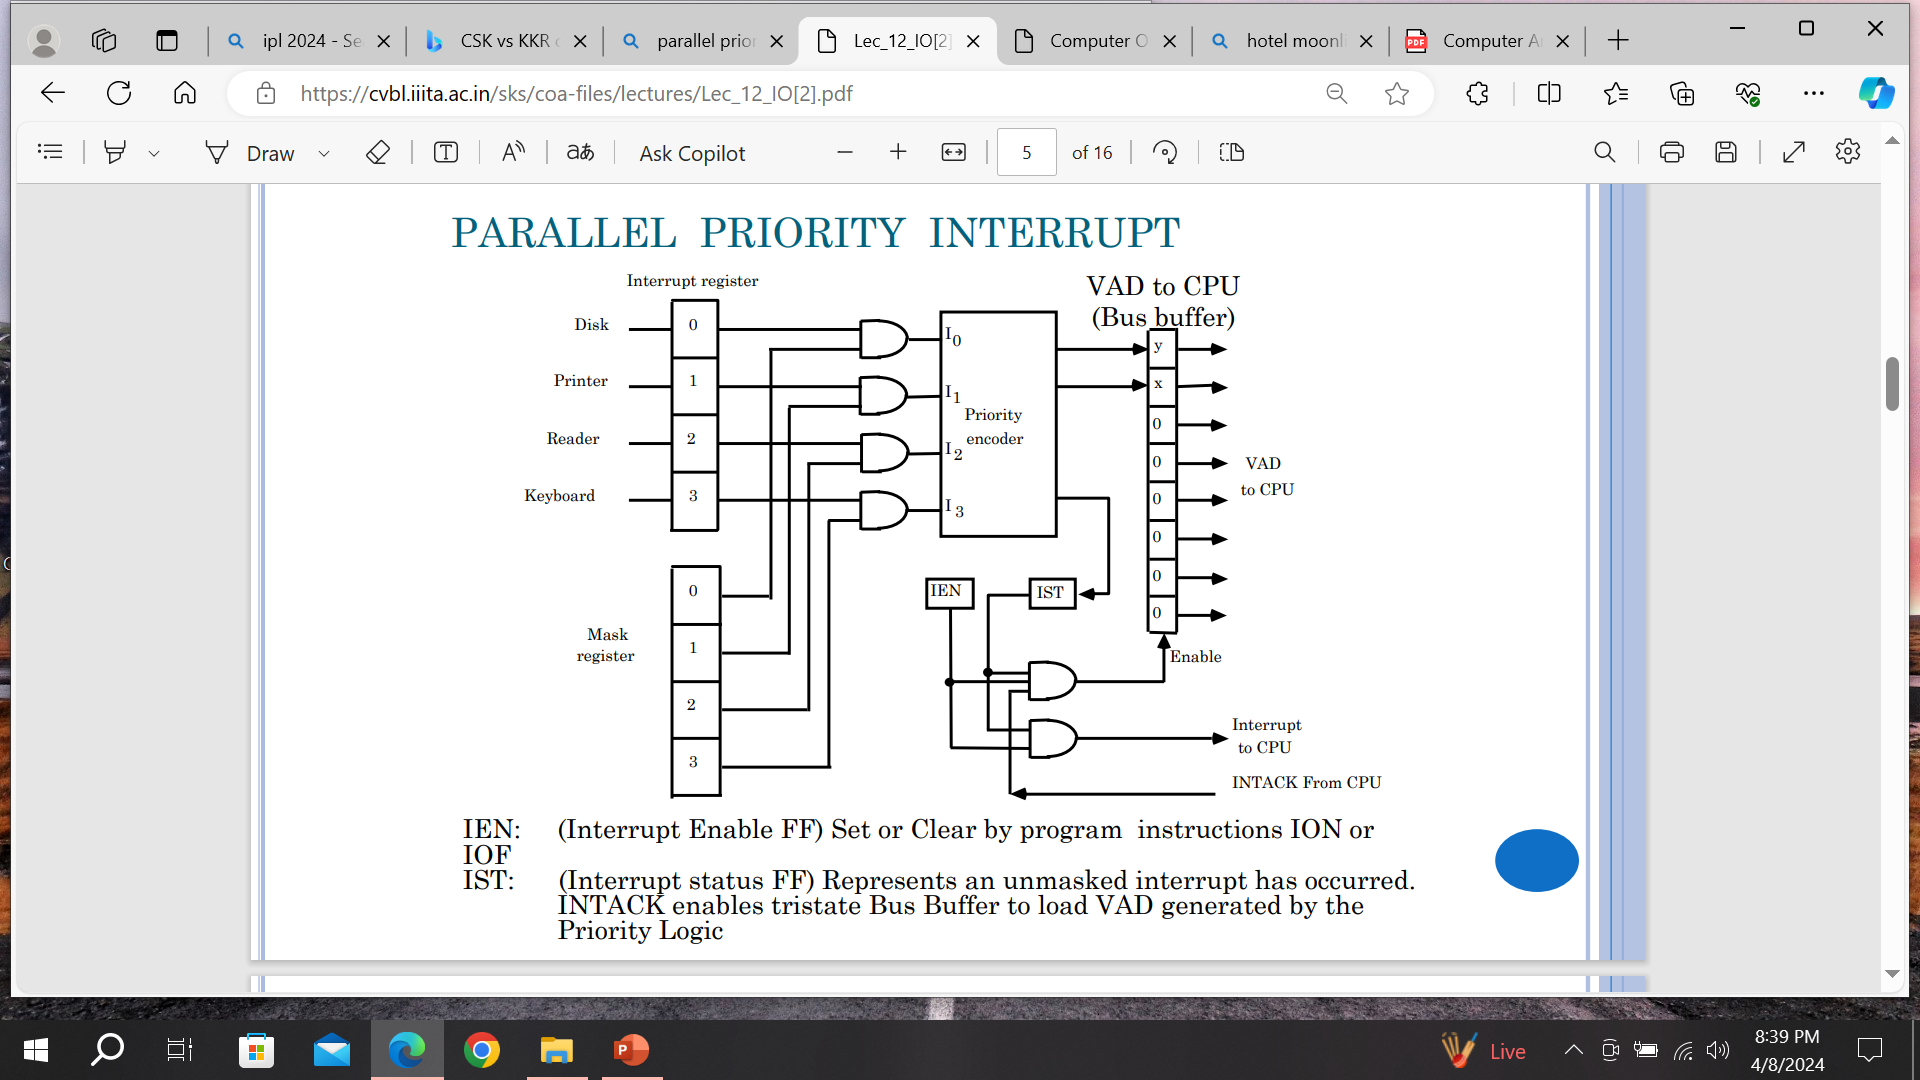 ipl 2024 - Se
CSK vs KKR
parallel prior
Lec_12_IO[2]
Computer O
hotel moonli
PDF
Computer A
https://cvbl.iiita.ac.in/sks/coa-files/lectures/Lec_12_IO[2].pdf
Draw
Ask Copilot
5
of 16
PARALLEL PRIORITY INTERRUPT
Interrupt register
VAD to CPU
(Bus buffer)
Disk
0
I0
y
Printer
1
I1
x
Priority
encoder
0
Reader
2
I2
0
VAD
to CPU
Keyboard
3
I3
0
0
0
IEN
IST
0
0
Mask
register
1
Enable
2
3
Interrupt
to CPU
INTACK From CPU
IEN: (Interrupt Enable FF) Set or Clear by program instructions ION or
IOF
IST: (Interrupt status FF) Represents an unmasked interrupt has occurred.
INTACK enables tristate Bus Buffer to load VAD generated by the
Priority Logic
P
Live
8:39 PM
4/8/2024